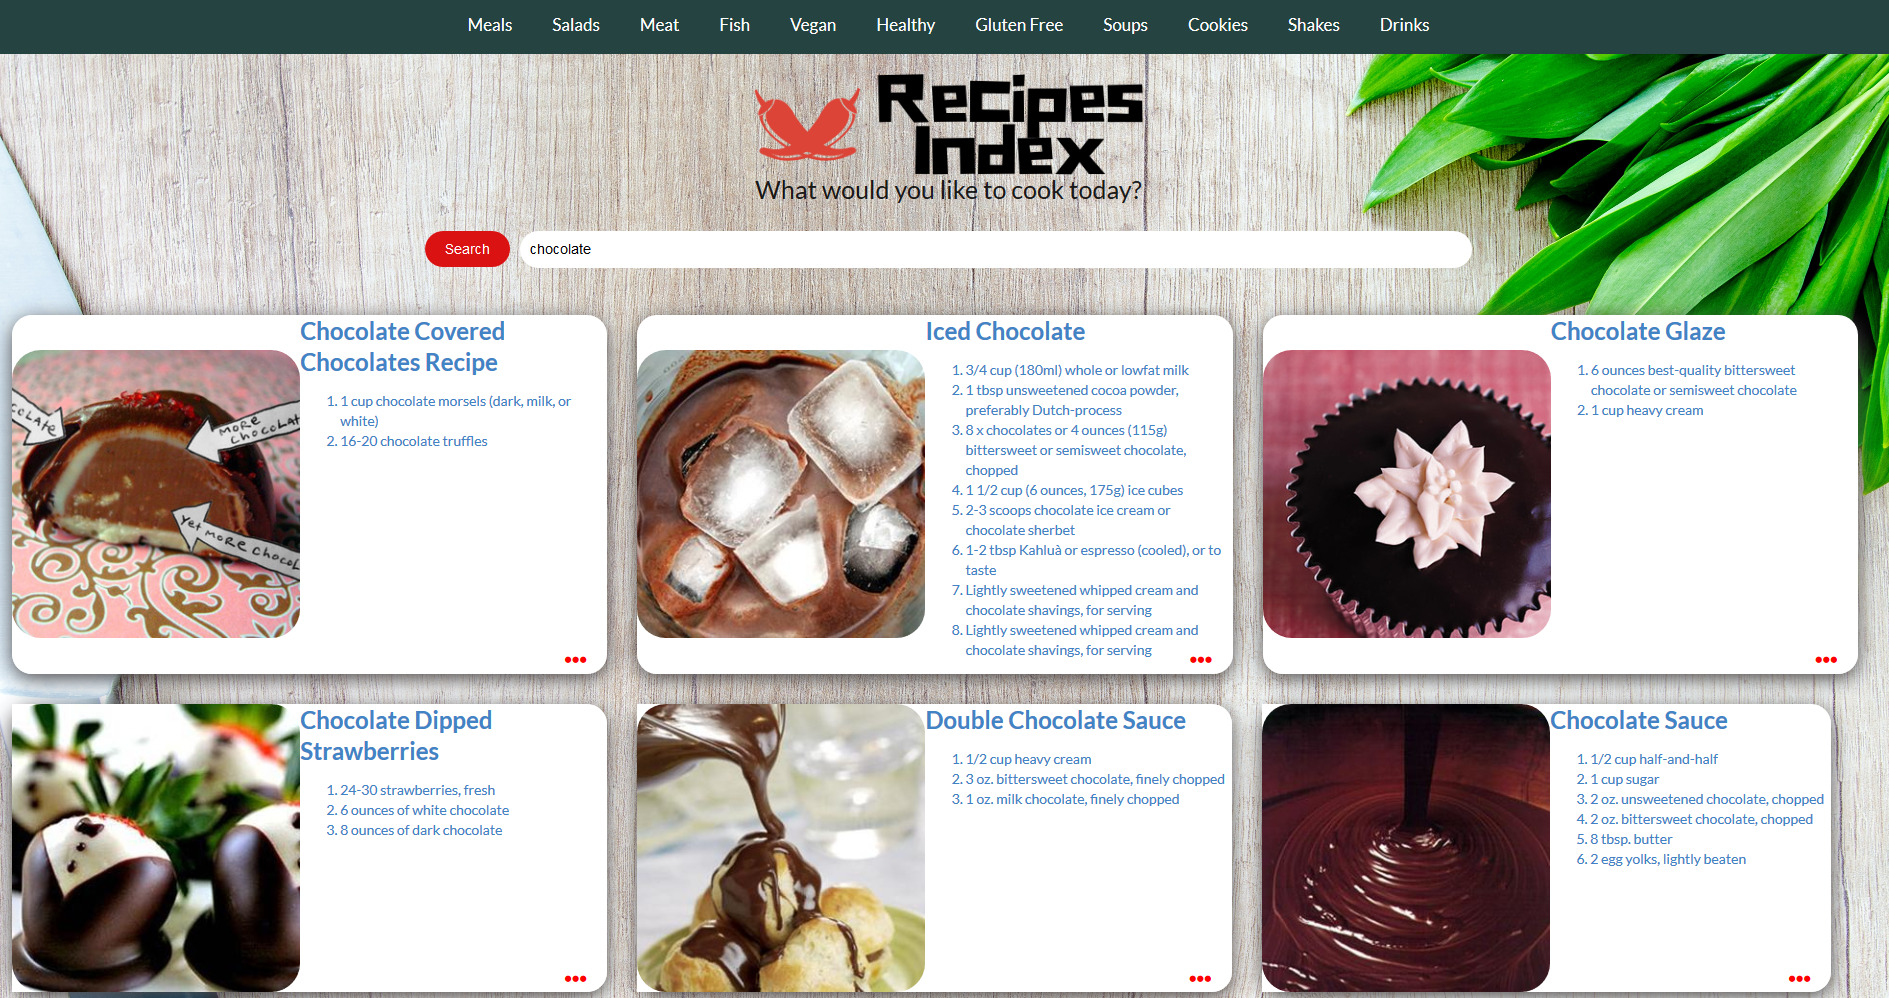 Meals Salads Meat Fish Vegan Healthy Gluten Free Soups Cookies Shakes Drinks
Recipes
Index
What would you like to cook today?
Search chocolate
Chocolate Covered
Chocolates Recipe
1. 1 cup chocolate morsels (dark, milk, or
white)
2. 16-20 chocolate truffles
MORE
CHOCOLAT
Yet
MORE CHOCOL
Iced Chocolate
1. 3/4 cup (180ml) whole or lowfat milk
2. 1 tbsp unsweetened cocoa powder,
preferably Dutch-process
3. 8 x chocolates or 4 ounces (115g)
bittersweet or semisweet chocolate,
chopped
4. 1 1/2 cup (6 ounces, 175g) ice cubes
5. 2-3 scoops chocolate ice cream or
chocolate sherbet
6. 1-2 tbsp Kahluà or espresso (cooled), or to
taste
7. Lightly sweetened whipped cream and
chocolate shavings, for serving
8. Lightly sweetened whipped cream and
chocolate shavings, for serving
Chocolate Glaze
1. 6 ounces best-quality bittersweet
chocolate or semisweet chocolate
2. 1 cup heavy cream
Chocolate Dipped
Strawberries
1. 24-30 strawberries, fresh
2. 6 ounces of white chocolate
3. 8 ounces of dark chocolate
Double Chocolate Sauce
1. 1/2 cup heavy cream
2. 3 oz. bittersweet chocolate, finely chopped
3. 1 oz. milk chocolate, finely chopped
Chocolate Sauce
1. 1/2 cup half-and-half
2. 1 cup sugar
3. 2 oz. unsweetened chocolate, chopped
4. 2 oz. bittersweet chocolate, chopped
5. 8 tbsp. butter
6. 2 egg yolks, lightly beaten